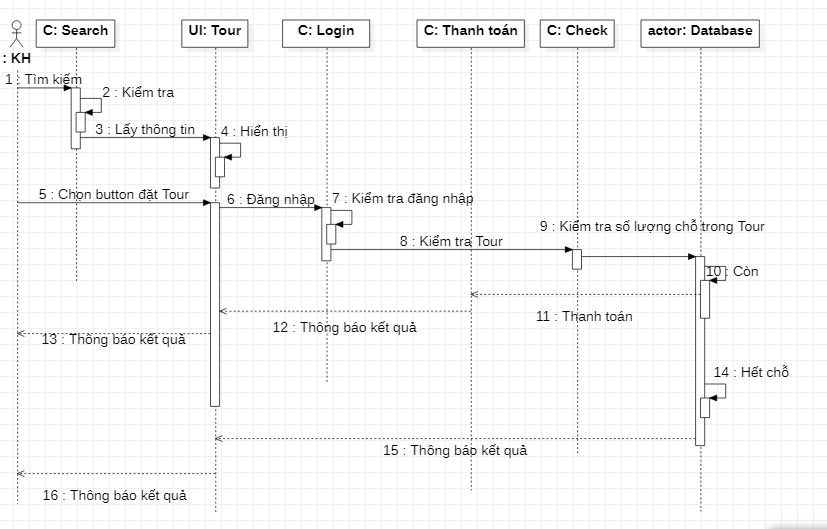 C: Search
UI: Tour
C: Login
C: Thanh toán
C: Check
actor: Database
: KH
1 : Tìm kiếm
2 : Kiểm tra
3 : Lấy thông tin
4 : Hiển thị
5 : Chọn button đặt Tour
6 : Đăng nhập
7 : Kiểm tra đăng nhập
8 : Kiểm tra Tour
9 : Kiểm tra số lượng chỗ trong Tour
10 : Còn
11 : Thanh toán
12 : Thông báo kết quả
13 : Thông báo kết quả
14 : Hết chỗ
15 : Thông báo kết quả
16 : Thông báo kết quả